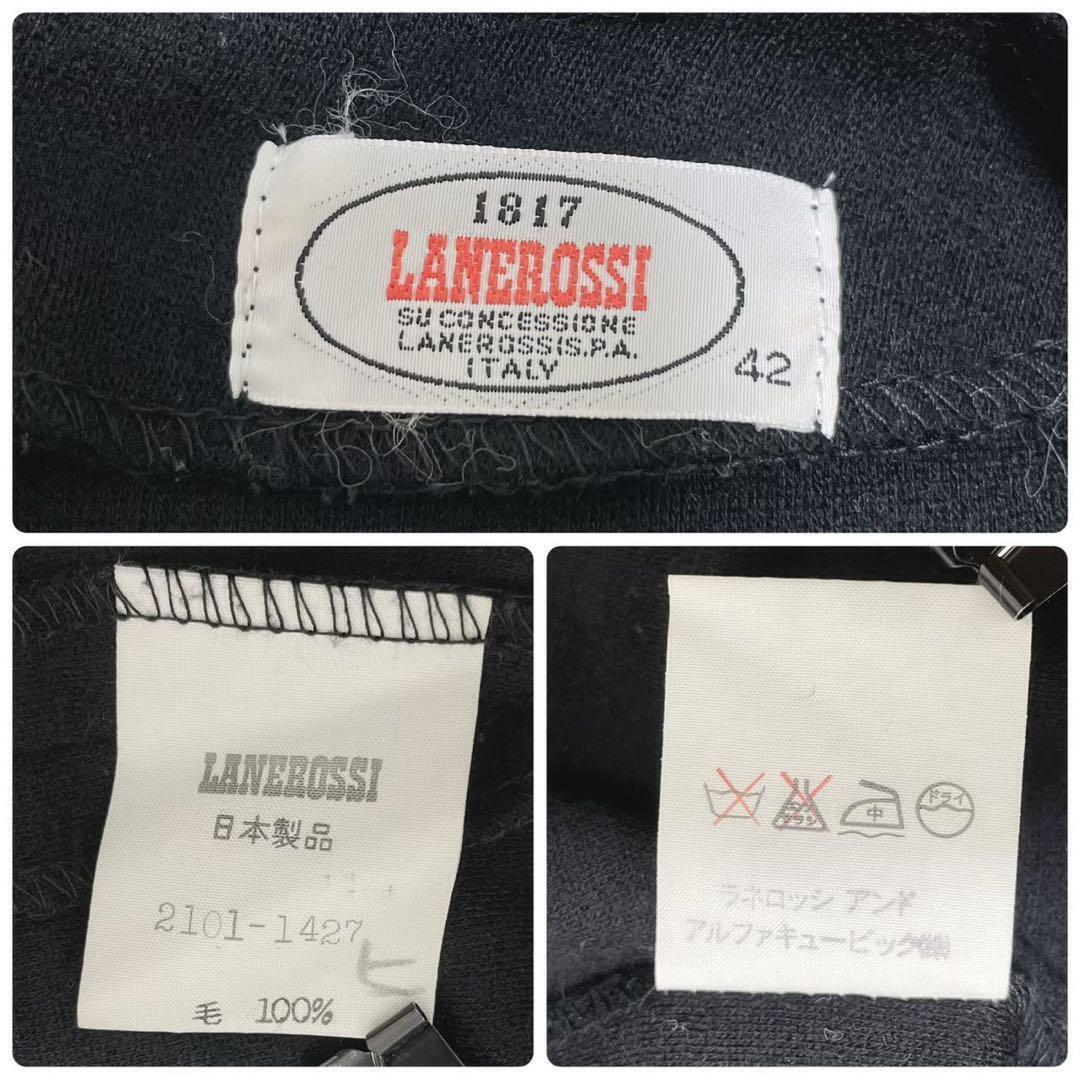 1817
LANEROSSI
SU CONCESSIONE
LANEROSSI S.P.A.
ITALY
42
LANEROSSI
日本製品
2101-1427
ヒ
毛 100%
中
ドライ
ラネロッシ アンド
アルファキュービック㈱